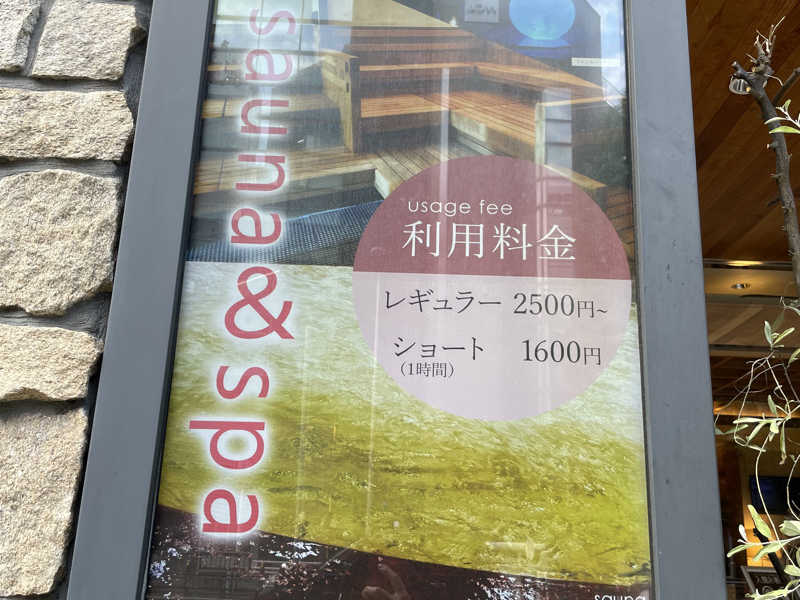 sauna & spa
usage fee
利用料金
レギュラー 2500円~
ショート 1600円
(1時間)
sauna